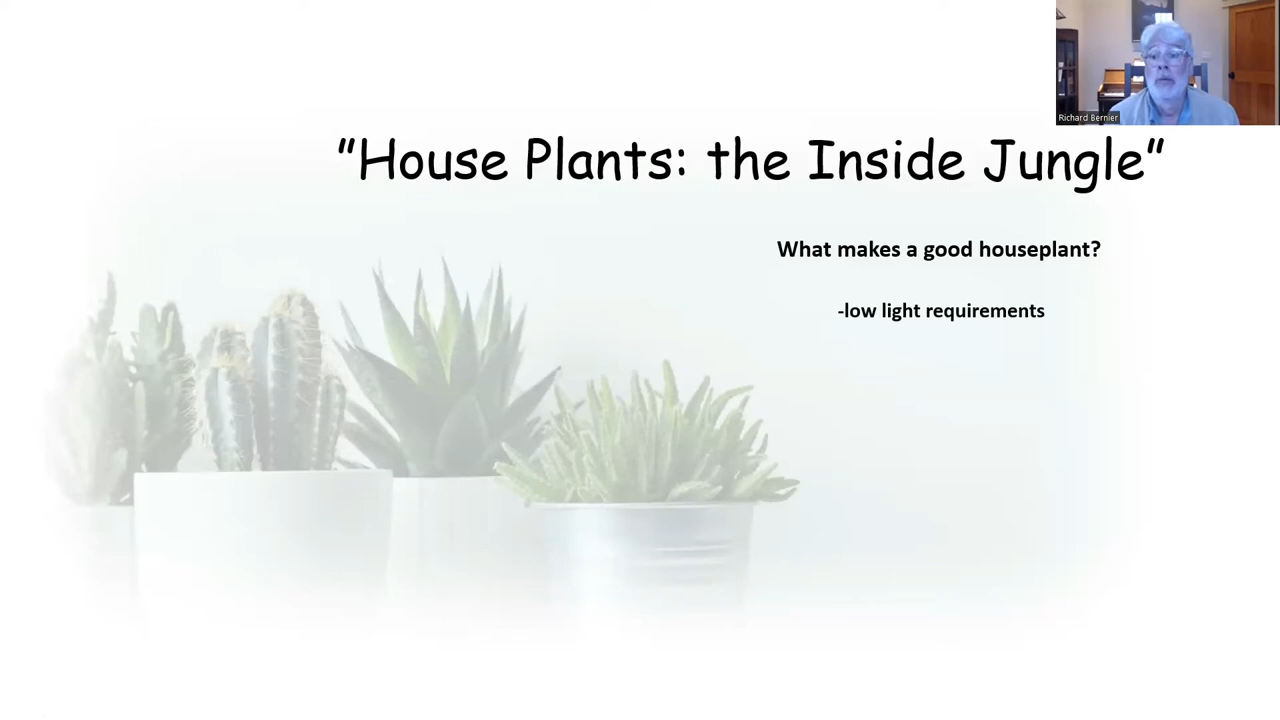 Richard Bernier
"House Plants: the Inside Jungle"
What makes a good houseplant?
-low light requirements